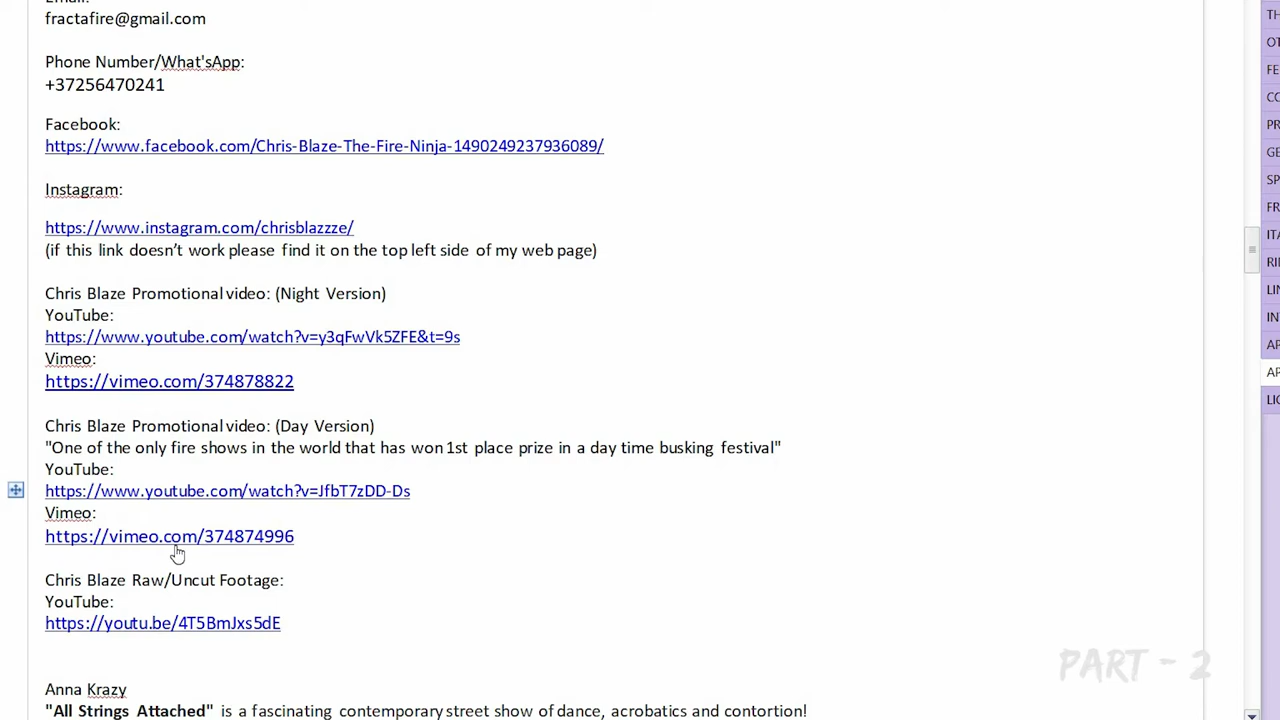 fractafire@gmail.com
Phone Number/What'sApp:
+37256470241
Facebook:
https://www.facebook.com/Chris-Blaze-The-Fire-Ninja-1490249237936089/
Instagram:
https://www.instagram.com/chrisblazzze/
(if this link doesn't work please find it on the top left side of my web page)
Chris Blaze Promotional video: (Night Version)
YouTube:
https://www.youtube.com/watch?v=y3qFwVk5ZFE&t=9s
Vimeo:
https://vimeo.com/374878822
Chris Blaze Promotional video: (Day Version)
"One of the only fire shows in the world that has won 1st place prize in a day time busking festival"
YouTube:
https://www.youtube.com/watch?v=JfbT7zDD-Ds
Vimeo:
https://vimeo.com/374874996
Chris Blaze Raw/Uncut Footage:
YouTube:
https://youtu.be/4T5BmJxs5dE
Anna Krazy
"All Strings Attached" is a fascinating contemporary street show of dance, acrobatics and contortion!
PART - 2